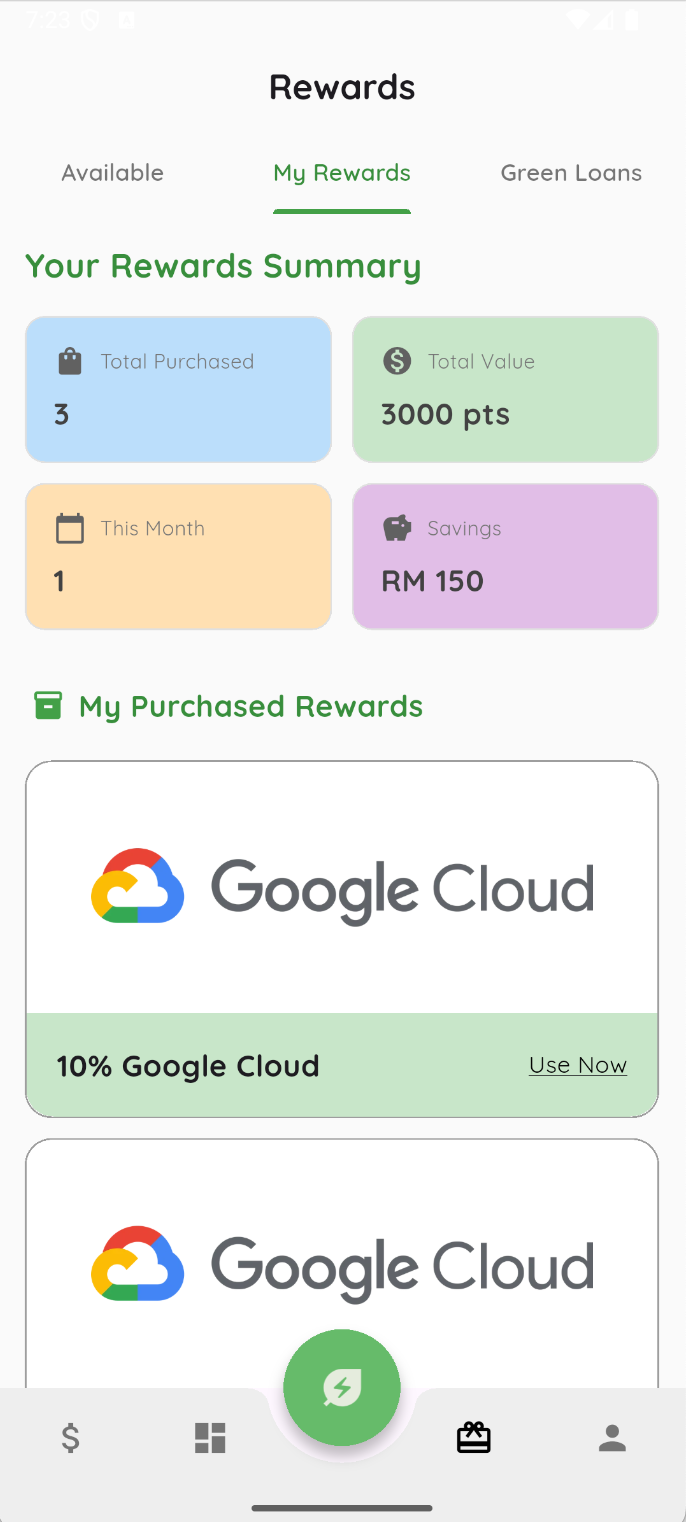 7:23
Rewards
Available My Rewards Green Loans
Your Rewards Summary
Total Purchased Total Value
3 3000 pts
This Month Savings
1 RM 150
My Purchased Rewards
Google Cloud
10% Google Cloud Use Now
Google Cloud